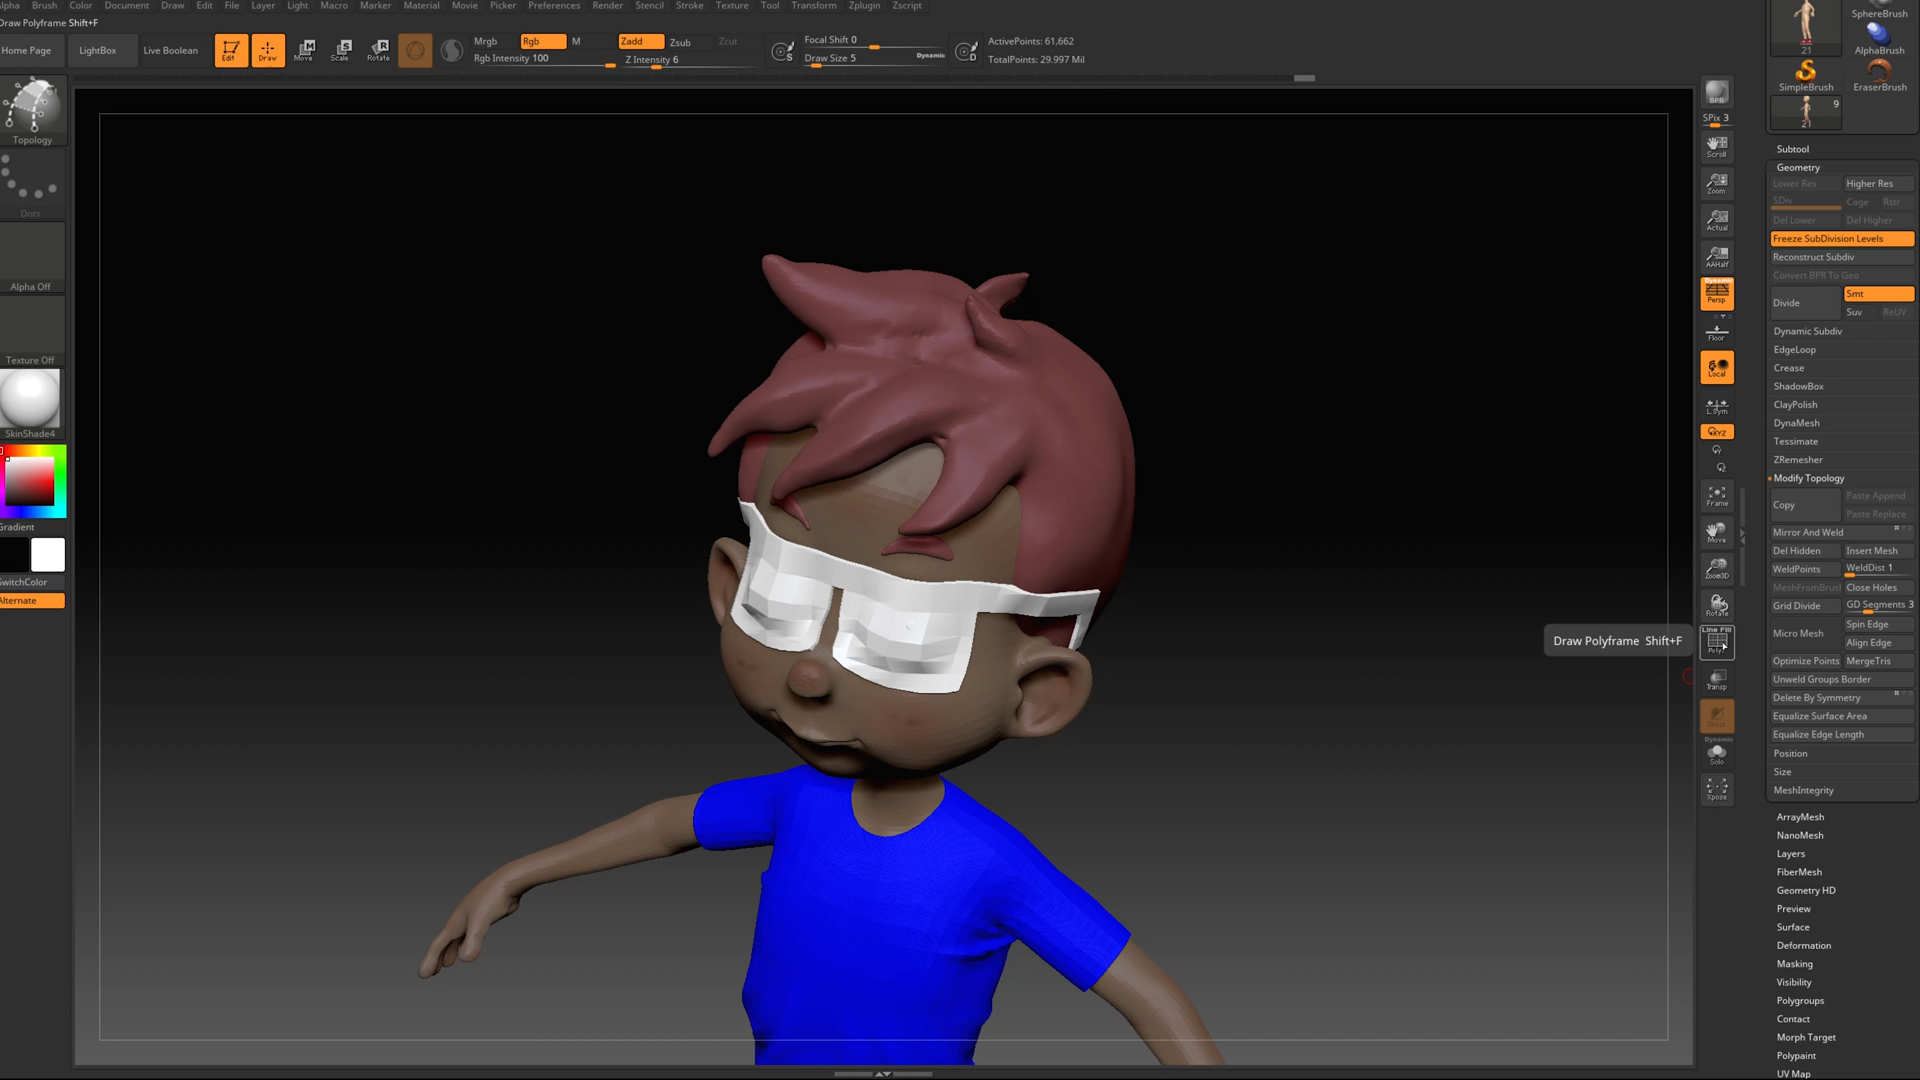 lpha Brush Color Document Draw Edit File Layer Light Macro Marker Material Movie Picker Preferences Render Stencil Stroke Texture Tool Transform Zplugin Zscript
Draw Polyframe Shift+F
Home Page LightBox Live Boolean
Edit Draw Move Scale Rotate
Mrgb Rgb M
Rgb Intensity 100
Zadd Zsub Zcut
Z Intensity 6
S
Focal Shift 0
Draw Size 5 Dynamic
D
ActivePoints: 61,662
TotalPoints: 29.997 Mil
Topology
Dots
Alpha Off
Texture Off
SkinShade4
Gradient
SwitchColor
Alternate
BPR
SPix 3
Scroll
Zoom
Actual
AAHalf
Dynamic
Persp
Floor
Local
L.Sym
XYZ
Frame
Move
Zoom3D
Rotate
Line Fill
PolyF
Transp
Dynamic
Solo
Xpose
Draw Polyframe Shift+F
21
SphereBrush
AlphaBrush
SimpleBrush
EraserBrush
9
21
Subtool
Geometry
Lower Res Higher Res
SDiv Cage Rstr
Del Lower Del Higher
Freeze SubDivision Levels
Reconstruct Subdiv
Convert BPR To Geo
Divide
Smt
Suv ReUV
Dynamic Subdiv
EdgeLoop
Crease
ShadowBox
ClayPolish
DynaMesh
Tessimate
ZRemesher
Modify Topology
Copy
Paste Append
Paste Replace
Mirror And Weld
Del Hidden Insert Mesh
WeldPoints WeldDist 1
MeshFromBrush Close Holes
Grid Divide GD Segments 3
Micro Mesh
Spin Edge
Align Edge
Optimize Points MergeTris
Unweld Groups Border
Delete By Symmetry
Equalize Surface Area
Equalize Edge Length
Position
Size
MeshIntegrity
ArrayMesh
NanoMesh
Layers
FiberMesh
Geometry HD
Preview
Surface
Deformation
Masking
Visibility
Polygroups
Contact
Morph Target
Polypaint
UV Map